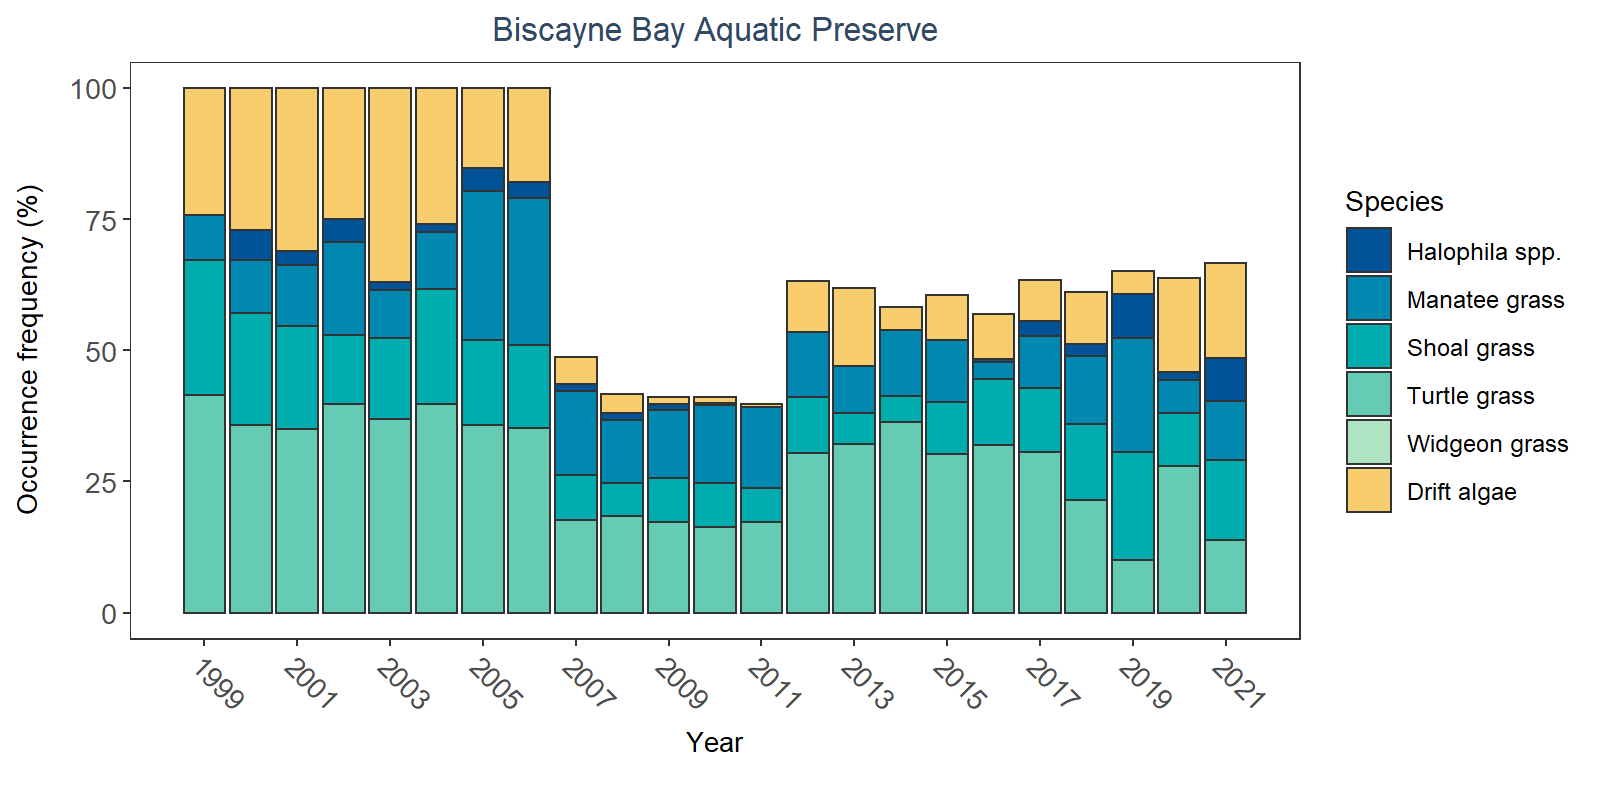 Biscayne Bay Aquatic Preserve
Occurrence frequency (%)
100
75
50
25
0
1999
2001
2003
2005
2007
2009
2011
2013
2015
2017
2019
2021
Year
Species
Halophila spp.
Manatee grass
Shoal grass
Turtle grass
Widgeon grass
Drift algae